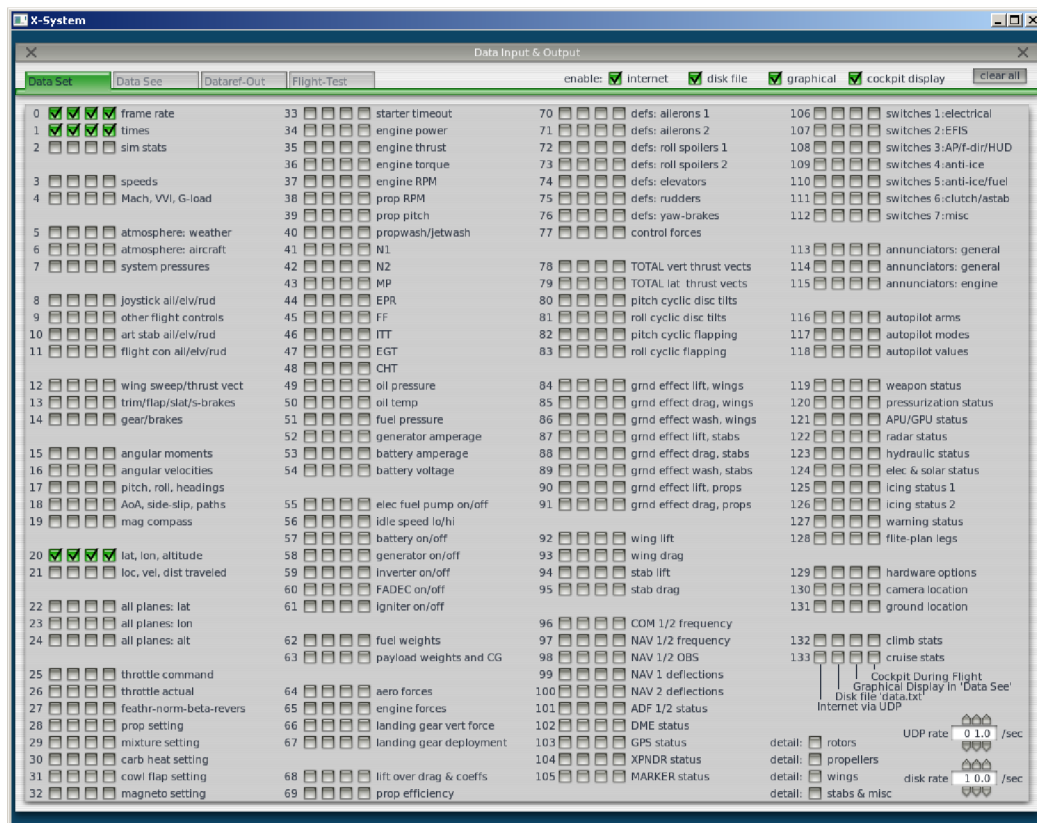 X-System
Data Input & Output
Data Set Data See Dataref-Out Flight-Test enable: internet disk file graphical cockpit display clear all
0 frame rate
1 times
2 sim stats
3 speeds
4 Mach, VVI, G-load
5 atmosphere: weather
6 atmosphere: aircraft
7 system pressures
8 joystick ail/elv/rud
9 other flight controls
10 art stab ail/elv/rud
11 flight con ail/elv/rud
12 wing sweep/thrust vect
13 trim/flap/slat/s-brakes
14 gear/brakes
15 angular moments
16 angular velocities
17 pitch, roll, headings
18 AoA, side-slip, paths
19 mag compass
20 lat, lon, altitude
21 loc, vel, dist traveled
22 all planes: lat
23 all planes: lon
24 all planes: alt
25 throttle command
26 throttle actual
27 feathr-norm-beta-revers
28 prop setting
29 mixture setting
30 carb heat setting
31 cowl flap setting
32 magneto setting
33 starter timeout
34 engine power
35 engine thrust
36 engine torque
37 engine RPM
38 prop RPM
39 prop pitch
40 propwash/jetwash
41 N1
42 N2
43 MP
44 EPR
45 FF
46 ITT
47 EGT
48 CHT
49 oil pressure
50 oil temp
51 fuel pressure
52 generator amperage
53 battery amperage
54 battery voltage
55 elec fuel pump on/off
56 idle speed lo/hi
57 battery on/off
58 generator on/off
59 inverter on/off
60 FADEC on/off
61 igniter on/off
62 fuel weights
63 payload weights and CG
64 aero forces
65 engine forces
66 landing gear vert force
67 landing gear deployment
68 lift over drag & coeffs
69 prop efficiency
70 defs: ailerons 1
71 defs: ailerons 2
72 defs: roll spoilers 1
73 defs: roll spoilers 2
74 defs: elevators
75 defs: rudders
76 defs: yaw-brakes
77 control forces
78 TOTAL vert thrust vects
79 TOTAL lat thrust vects
80 pitch cyclic disc tilts
81 roll cyclic disc tilts
82 pitch cyclic flapping
83 roll cyclic flapping
84 grnd effect lift, wings
85 grnd effect drag, wings
86 grnd effect wash, wings
87 grnd effect lift, stabs
88 grnd effect drag, stabs
89 grnd effect wash, stabs
90 grnd effect lift, props
91 grnd effect drag, props
92 wing lift
93 wing drag
94 stab lift
95 stab drag
96 COM 1/2 frequency
97 NAV 1/2 frequency
98 NAV 1/2 OBS
99 NAV 1 deflections
100 NAV 2 deflections
101 ADF 1/2 status
102 DME status
103 GPS status
104 XPNDR status
105 MARKER status
106 switches 1:electrical
107 switches 2:EFIS
108 switches 3:AP/f-dir/HUD
109 switches 4:anti-ice
110 switches 5:anti-ice/fuel
111 switches 6:clutch/astab
112 switches 7:misc
113 annunciators: general
114 annunciators: general
115 annunciators: engine
116 autopilot arms
117 autopilot modes
118 autopilot values
119 weapon status
120 pressurization status
121 APU/GPU status
122 radar status
123 hydraulic status
124 elec & solar status
125 icing status 1
126 icing status 2
127 warning status
128 flite-plan legs
129 hardware options
130 camera location
131 ground location
132 climb stats
133 cruise stats
Cockpit During Flight
Graphical Display in 'Data See'
Disk file 'data.txt'
Internet via UDP
UDP rate 0 1.0 /sec
detail: rotors
detail: propellers
detail: wings disk rate 1 0.0 /sec
detail: stabs & misc